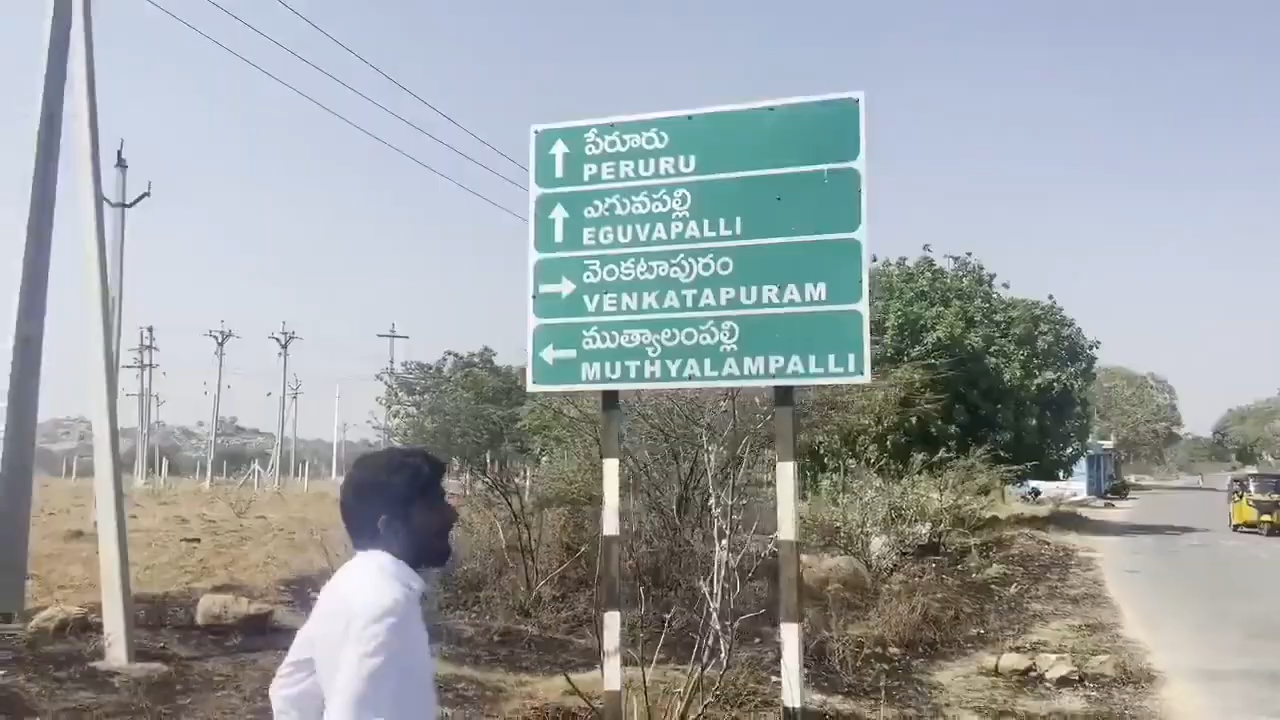 పేరూరు
PERURU
ఎగువపల్లి
EGUVAPALLI
వెంకటాపురం
VENKATAPURAM
ముత్యాలంపల్లి
MUTHYALAMPALLI